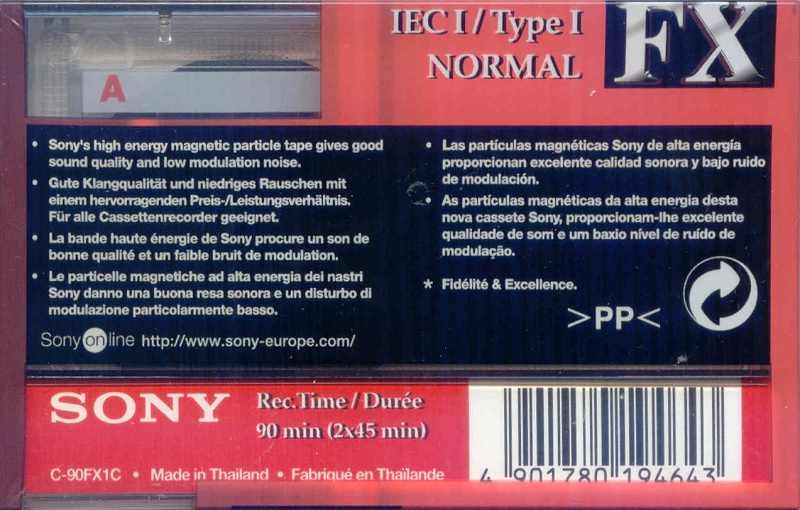 IEC I / Type I
NORMAL
FX
A
• Sony's high energy magnetic particle tape gives good
sound quality and low modulation noise.
• Gute Klangqualität und niedriges Rauschen mit
einem hervorragenden Preis-/Leistungsverhältnis.
Für alle Cassettenrecorder geeignet.
• La bande haute énergie de Sony procure un son de
bonne qualité et un faible bruit de modulation.
• Le particelle magnetiche ad alta energia dei nastri
Sony danno una buona resa sonora e un disturbo di
modulazione particolarmente basso.
Sony online http://www.sony-europe.com/
• Las partículas magnéticas Sony de alta energía
proporcionan excelente calidad sonora y bajo ruido
de modulación.
• As partículas magnéticas da alta energia desta
nova cassete Sony, proporcionam-lhe excelente
qualidade de som e um baxio nível de ruído de
modulação.
* Fidélité & Excellence.
>PP<
SONY
Rec.Time / Durée
90 min (2x45 min)
C-90FX1C • Made in Thailand • Fabriqué en Thaïlande
4 901780 194643